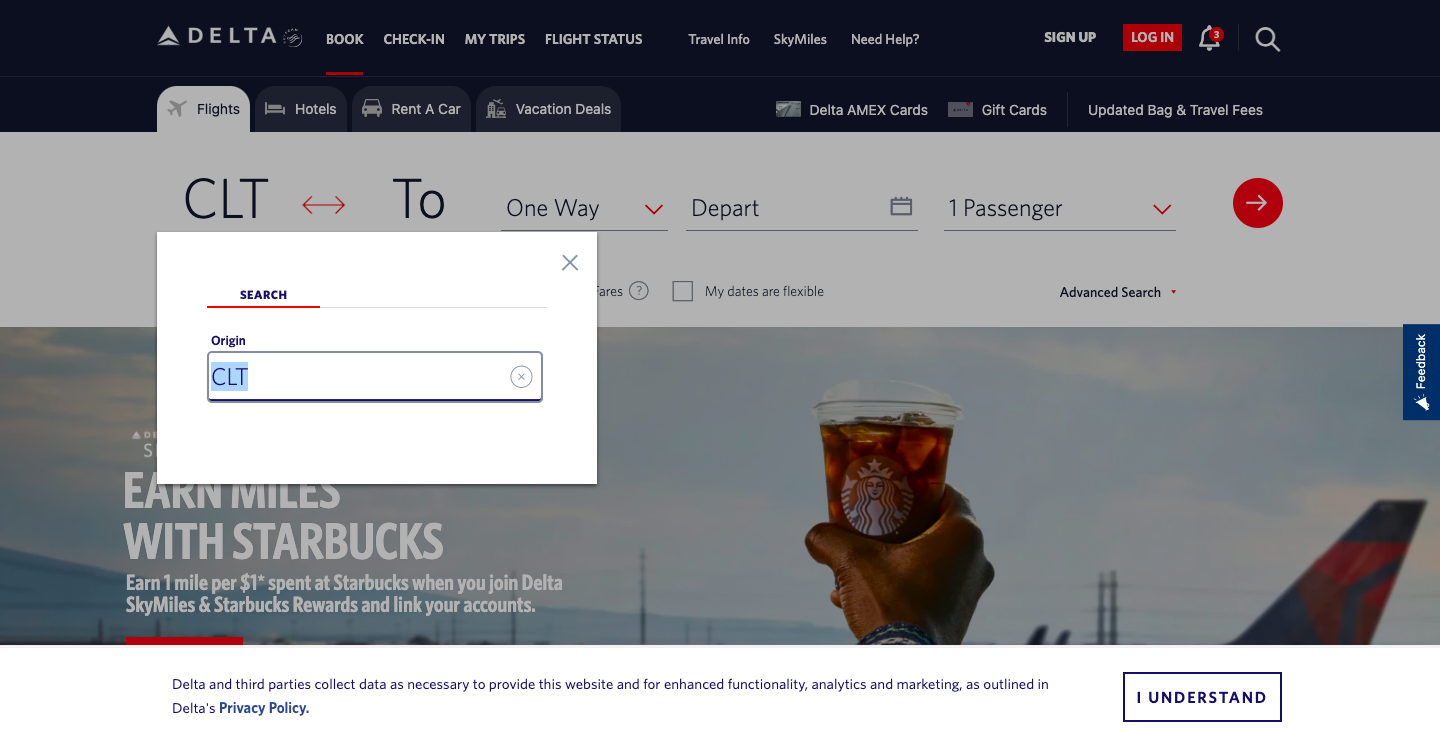 DELTA
BOOK
CHECK-IN
MY TRIPS
FLIGHT STATUS
Travel Info
SkyMiles
Need Help?
SIGN UP
LOG IN
3
Flights
Hotels
Rent A Car
Vacation Deals
Delta AMEX Cards
Gift Cards
Updated Bag & Travel Fees
CLT
To
One Way
Depart
1 Passenger
SEARCH
Fares
?
My dates are flexible
Advanced Search
Origin
CLT
Feedback
EARN MILES
WITH STARBUCKS
Earn 1 mile per $1* spent at Starbucks when you join Delta
SkyMiles & Starbucks Rewards and link your accounts.
Delta and third parties collect data as necessary to provide this website and for enhanced functionality, analytics and marketing, as outlined in
Delta's Privacy Policy.
I UNDERSTAND